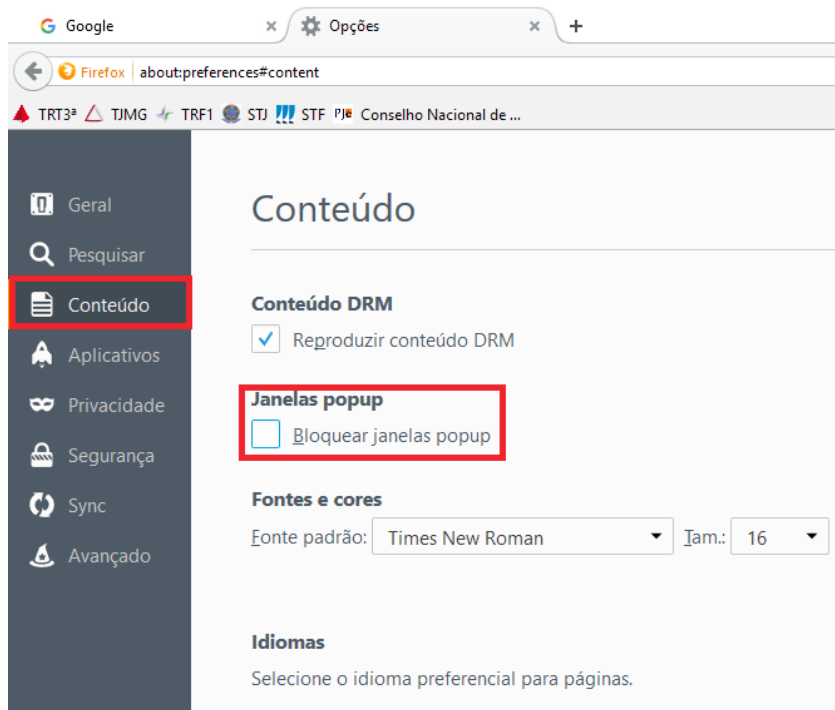 Google × Opções × +
Firefox about:preferences#content
TRT3ª TJMG TRF1 STJ STF PJe Conselho Nacional de ...
Geral
Pesquisar
Conteúdo
Aplicativos
Privacidade
Segurança
Sync
Avançado
Conteúdo
Conteúdo DRM
Reproduzir conteúdo DRM
Janelas popup
Bloquear janelas popup
Fontes e cores
Fonte padrão: Times New Roman Tam.: 16
Idiomas
Selecione o idioma preferencial para páginas.